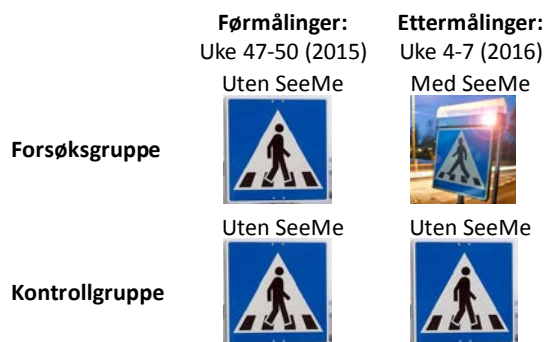 Førmålinger: Ettermålinger:
Uke 47-50 (2015) Uke 4-7 (2016)
Uten SeeMe Med SeeMe
Forsøksgruppe
Uten SeeMe Uten SeeMe
Kontrollgruppe